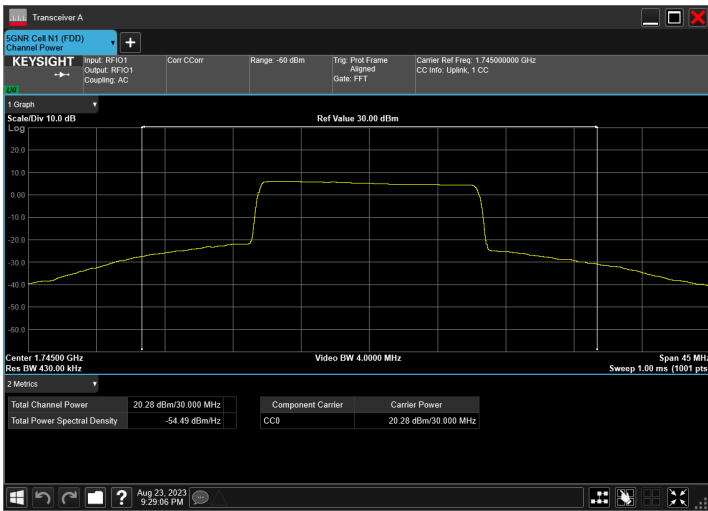 Transceiver A
5GNR Cell N1 (FDD)
Channel Power
KEYSIGHT
Input: RFIO1
Output: RFIO1
Coupling: AC
Corr CCorr
Range: -60 dBm
Trig: Prot Frame
Aligned
Gate: FFT
Carrier Ref Freq: 1.745000000 GHz
CC Info: Uplink, 1 CC
1 Graph
Scale/Div 10.0 dB
Ref Value 30.00 dBm
Log
20.0
10.0
0.00
-10.0
-20.0
-30.0
-40.0
-50.0
-60.0
Center 1.74500 GHz
Video BW 4.0000 MHz
Span 45 MHz
Res BW 430.00 kHz
Sweep 1.00 ms (1001 pts
2 Metrics
Total Channel Power 20.28 dBm/30.000 MHz
Total Power Spectral Density -54.49 dBm/Hz
Component Carrier Carrier Power
CC0 20.28 dBm/30.000 MHz
Aug 23, 2023
9:29:06 PM